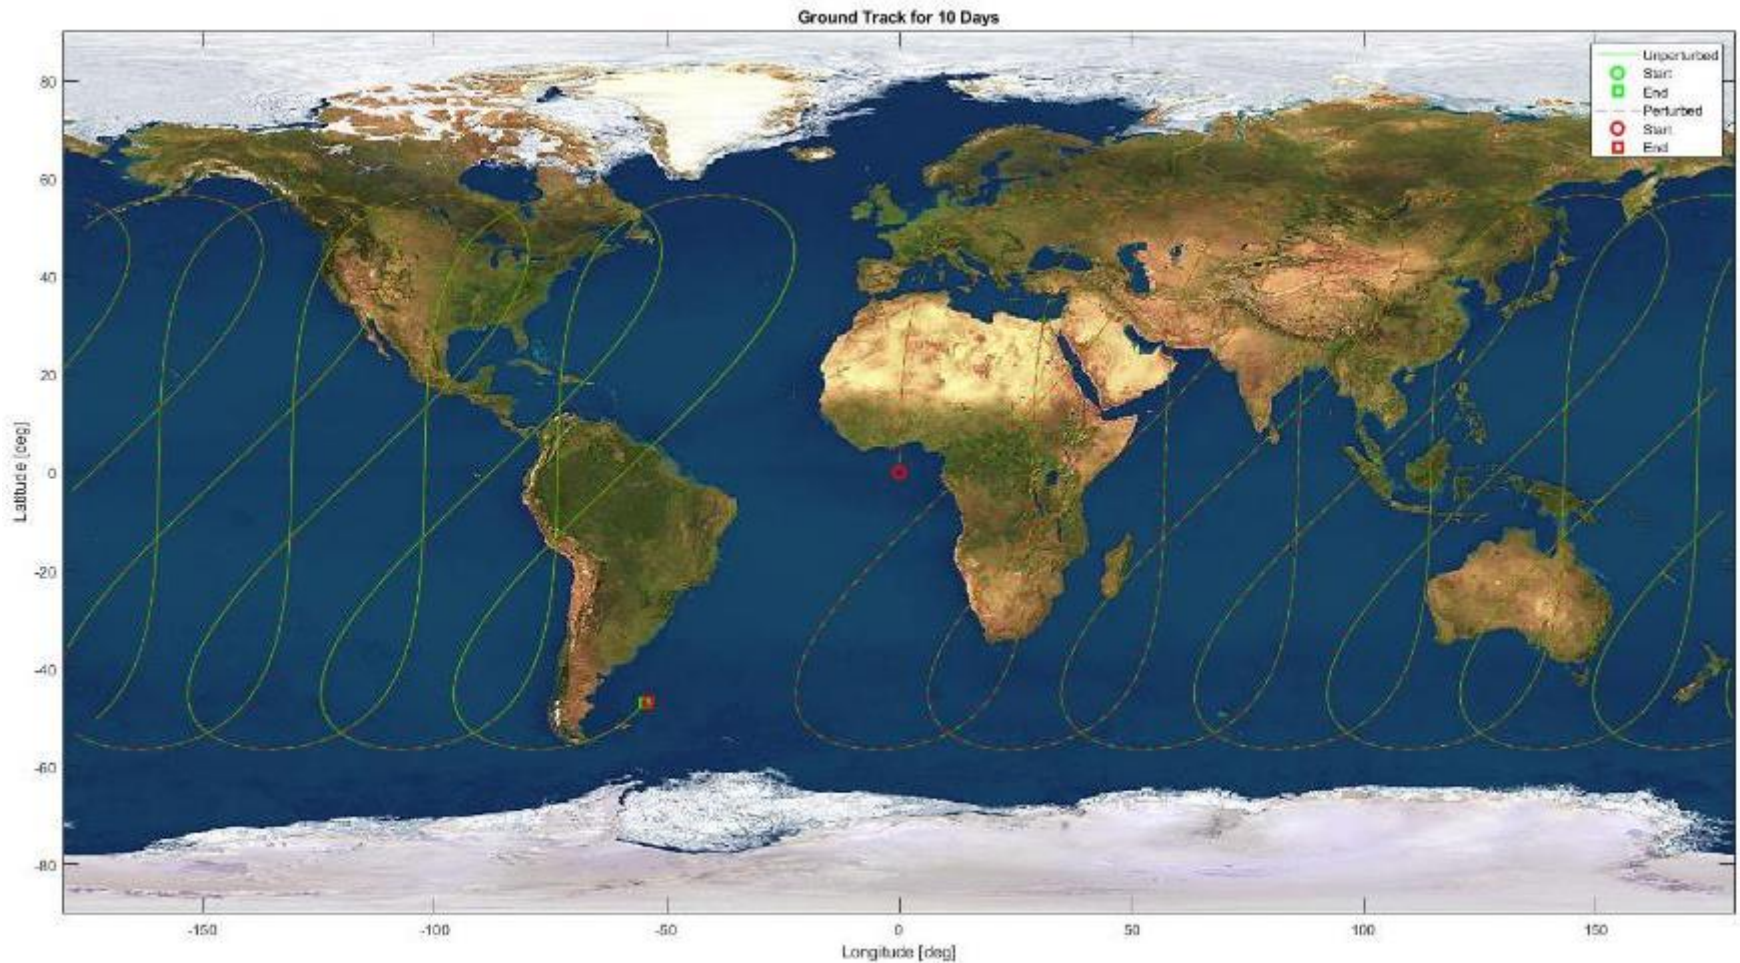 Ground Track for 10 Days
Unperturbed
Start
End
Perturbed
Start
End
80
60
40
20
0
-20
-40
-60
-80
Latitude [deg]
-150
-100
-50
0
50
100
150
Longitude [deg]